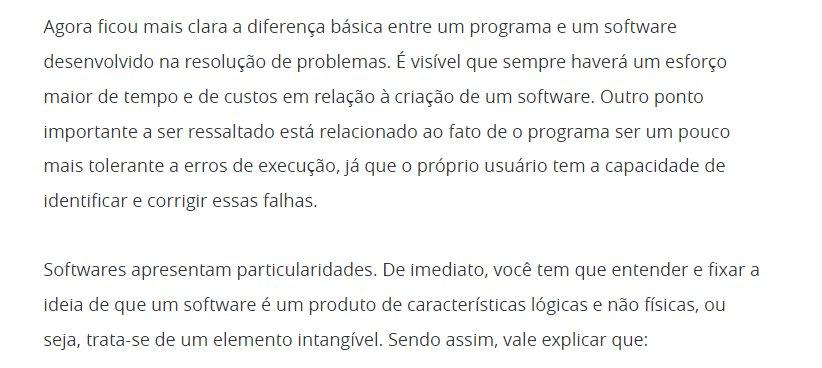 Agora ficou mais clara a diferença básica entre um programa e um software
desenvolvido na resolução de problemas. É visível que sempre haverá um esforço
maior de tempo e de custos em relação à criação de um software. Outro ponto
importante a ser ressaltado está relacionado ao fato de o programa ser um pouco
mais tolerante a erros de execução, já que o próprio usuário tem a capacidade de
identificar e corrigir essas falhas.
Softwares apresentam particularidades. De imediato, você tem que entender e fixar a
ideia de que um software é um produto de características lógicas e não físicas, ou
seja, trata-se de um elemento intangível. Sendo assim, vale explicar que: